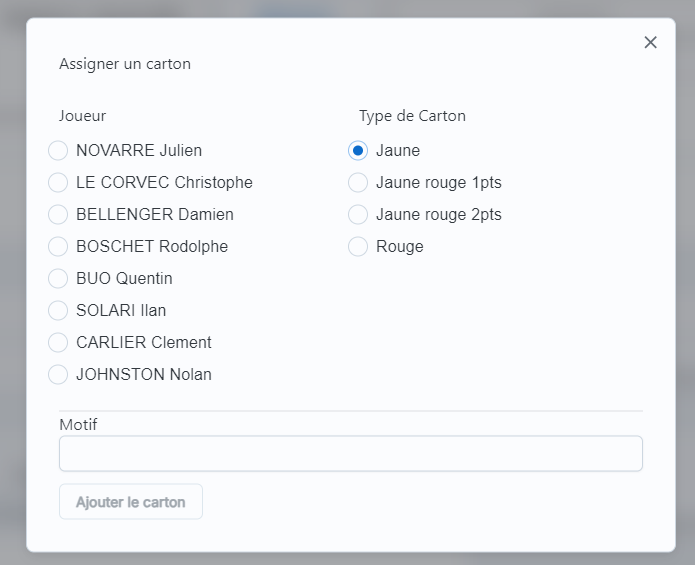 Assigner un carton
Joueur
NOVARRE Julien
LE CORVEC Christophe
BELLENGER Damien
BOSCHET Rodolphe
BUO Quentin
SOLARI Ilan
CARLIER Clement
JOHNSTON Nolan
Type de Carton
Jaune
Jaune rouge 1pts
Jaune rouge 2pts
Rouge
Motif
Ajouter le carton